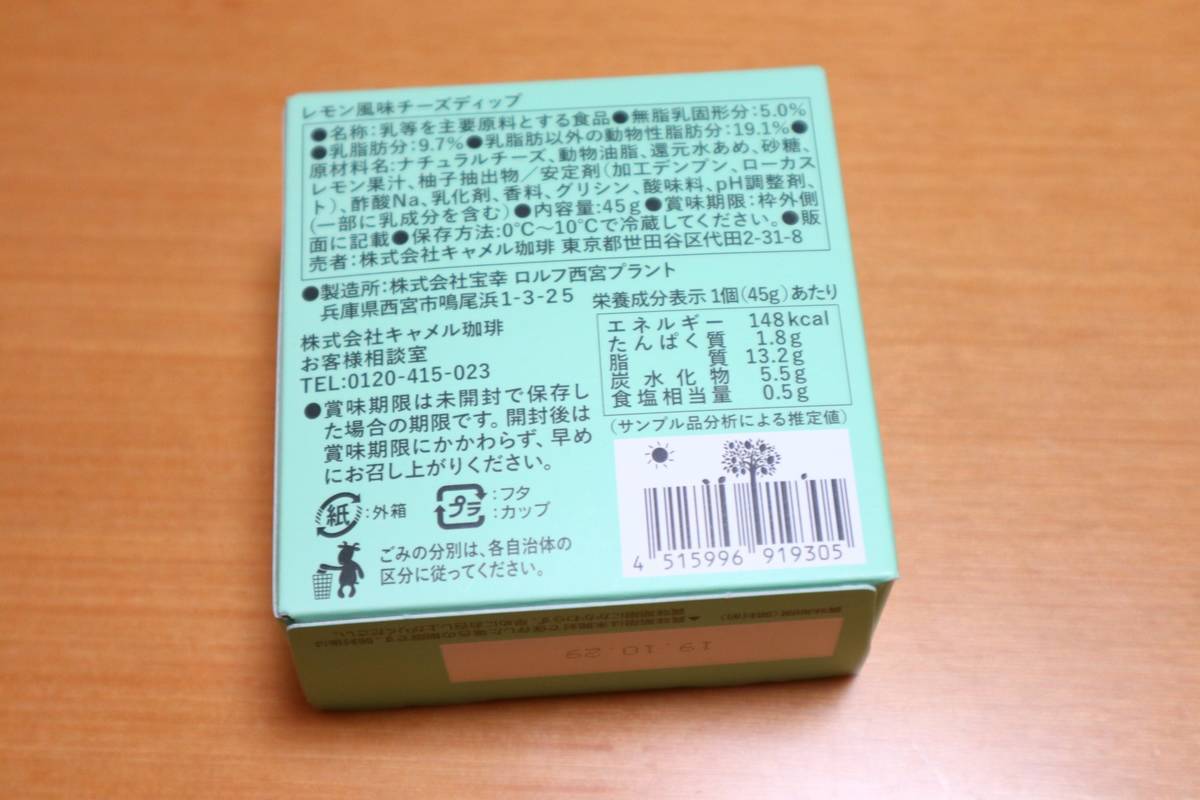 レモン風味チーズディップ
●名称:乳等を主要原料とする食品●無脂乳固形分:5.0%
●乳脂肪分:9.7%●乳脂肪以外の動物性脂肪分:19.1%●
原材料名:ナチュラルチーズ、動物油脂、還元水あめ、砂糖、
レモン果汁、柚子抽出物/安定剤(加工デンプン、ローカス
ト)、酢酸Na、乳化剤、香料、グリシン、酸味料、pH調整剤、
(一部に乳成分を含む)●内容量:45g●賞味期限:枠外側
面に記載●保存方法:0℃〜10℃で冷蔵してください。●販
売者:株式会社キャメル珈琲 東京都世田谷区代田2-31-8
●製造所:株式会社宝幸 ロルフ西宮プラント
兵庫県西宮市鳴尾浜1-3-25
株式会社キャメル珈琲
お客様相談室
TEL:0120-415-023
●賞味期限は未開封で保存し
た場合の期限です。開封後は
賞味期限にかかわらず、早め
にお召し上がりください。
紙:外箱
プラ:フタ
:カップ
ごみの分別は、各自治体の
区分に従ってください。
栄養成分表示 1個(45g)あたり
エネルギー 148kcal
たんぱく質 1.8g
脂質 13.2g
炭水化物 5.5g
食塩相当量 0.5g
(サンプル品分析による推定値)
4 515996 919305
19.10.29